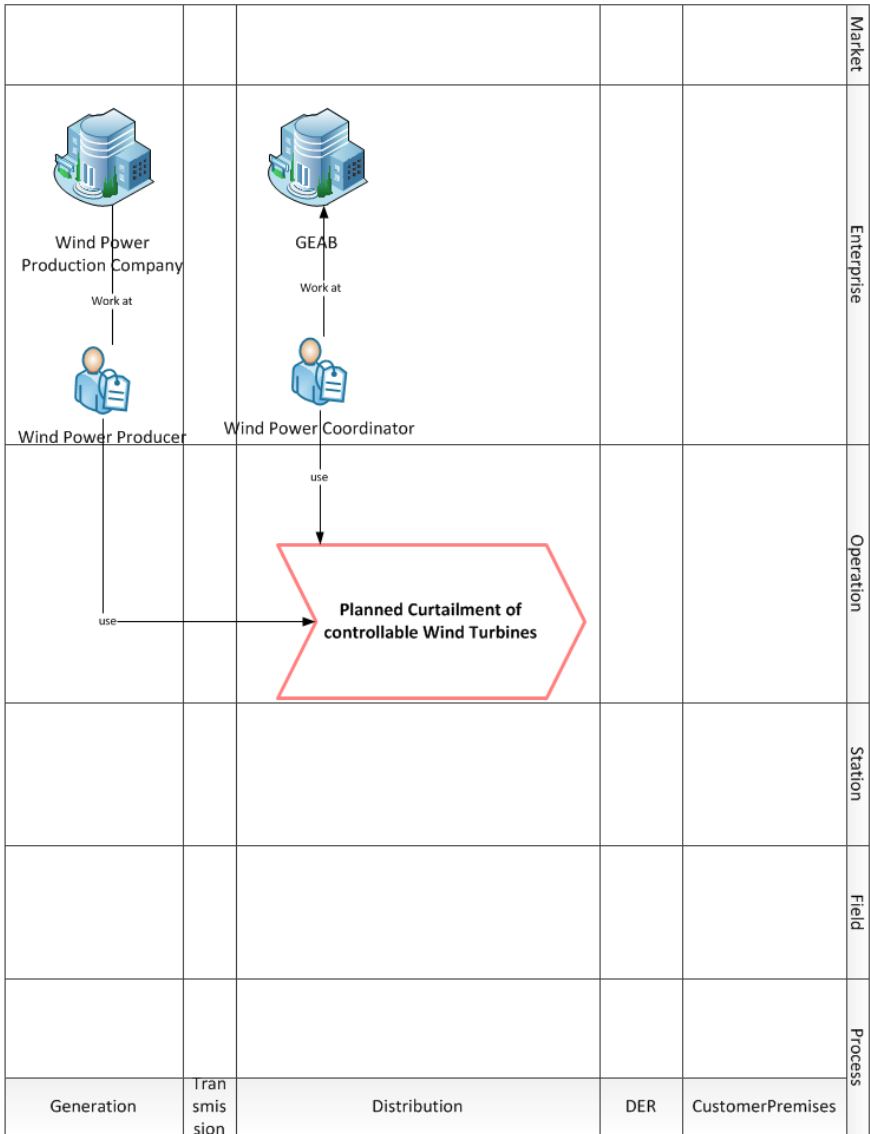 Market
Wind Power
Production Company
GEAB
Enterprise
Work at
Work at
Wind Power Producer
Wind Power Coordinator
use
Operation
Planned Curtailment of
controllable Wind Turbines
use
Station
Field
Process
Generation
Tran
smis
sion
Distribution
DER
CustomerPremises